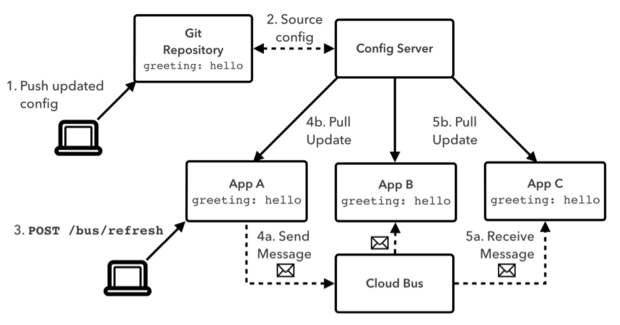 Git
Repository
greeting: hello
2. Source
config
Config Server
1. Push updated
config
4b. Pull
Update
5b. Pull
Update
App A
greeting: hello
App B
greeting: hello
App C
greeting: hello
3. POST /bus/refresh
4a. Send
Message
5a. Receive
Message
Cloud Bus